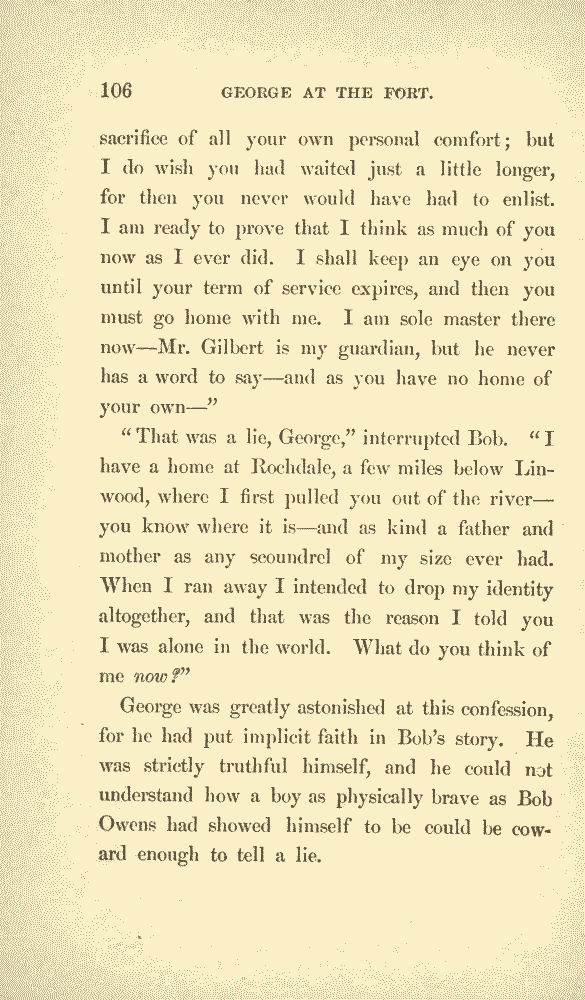 106 GEORGE AT THE FORT.
sacrifice of all your own personal comfort; but
I do wish you had waited just a little longer,
for then you never would have had to enlist.
I am ready to prove that I think as much of you
now as I ever did. I shall keep an eye on you
until your term of service expires, and then you
must go home with me. I am sole master there
now—Mr. Gilbert is my guardian, but he never
has a word to say—and as you have no home of
your own—”
“That was a lie, George,” interrupted Bob. “I
have a home at Rochdale, a few miles below Lin-
wood, where I first pulled you out of the river—
you know where it is—and as kind a father and
mother as any scoundrel of my size ever had.
When I ran away I intended to drop my identity
altogether, and that was the reason I told you
I was alone in the world. What do you think of
me now?”
George was greatly astonished at this confession,
for he had put implicit faith in Bob’s story. He
was strictly truthful himself, and he could not
understand how a boy as physically brave as Bob
Owens had showed himself to be could be cow-
ard enough to tell a lie.